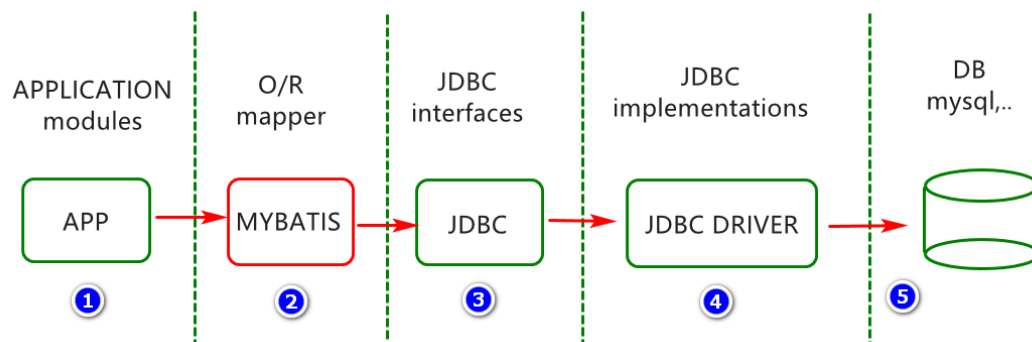 APPLICATION
modules
O/R
mapper
JDBC
interfaces
JDBC
implementations
DB
mysql,..
APP
MYBATIS
JDBC
JDBC DRIVER
1
2
3
4
5